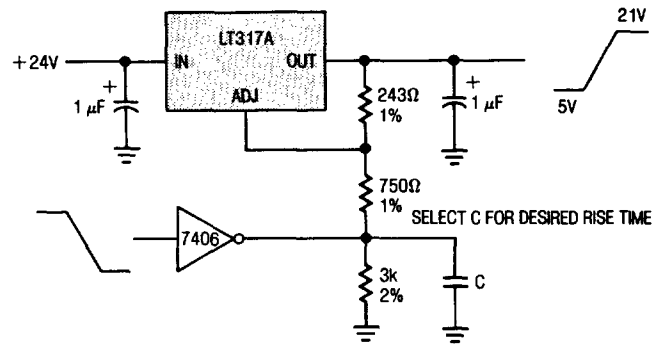 21V
LT317A
+24V
IN
OUT
ADJ
+
1 µF
243Ω
1%
+
1 µF
5V
750Ω
1%
SELECT C FOR DESIRED RISE TIME
7406
3k
2%
C